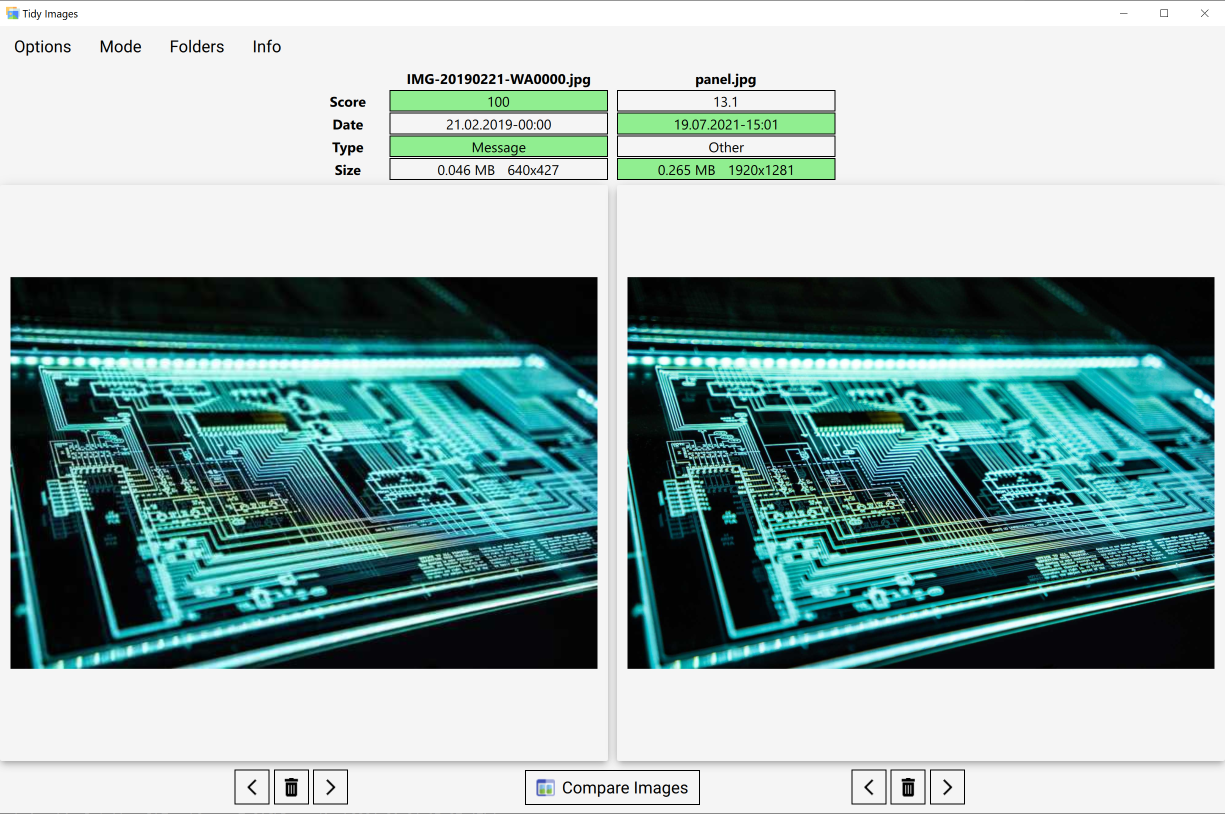 Tidy Images
Options Mode Folders Info
IMG-20190221-WA0000.jpg panel.jpg
Score 100 13.1
Date 21.02.2019-00:00 19.07.2021-15:01
Type Message Other
Size 0.046 MB 640x427 0.265 MB 1920x1281
Compare Images